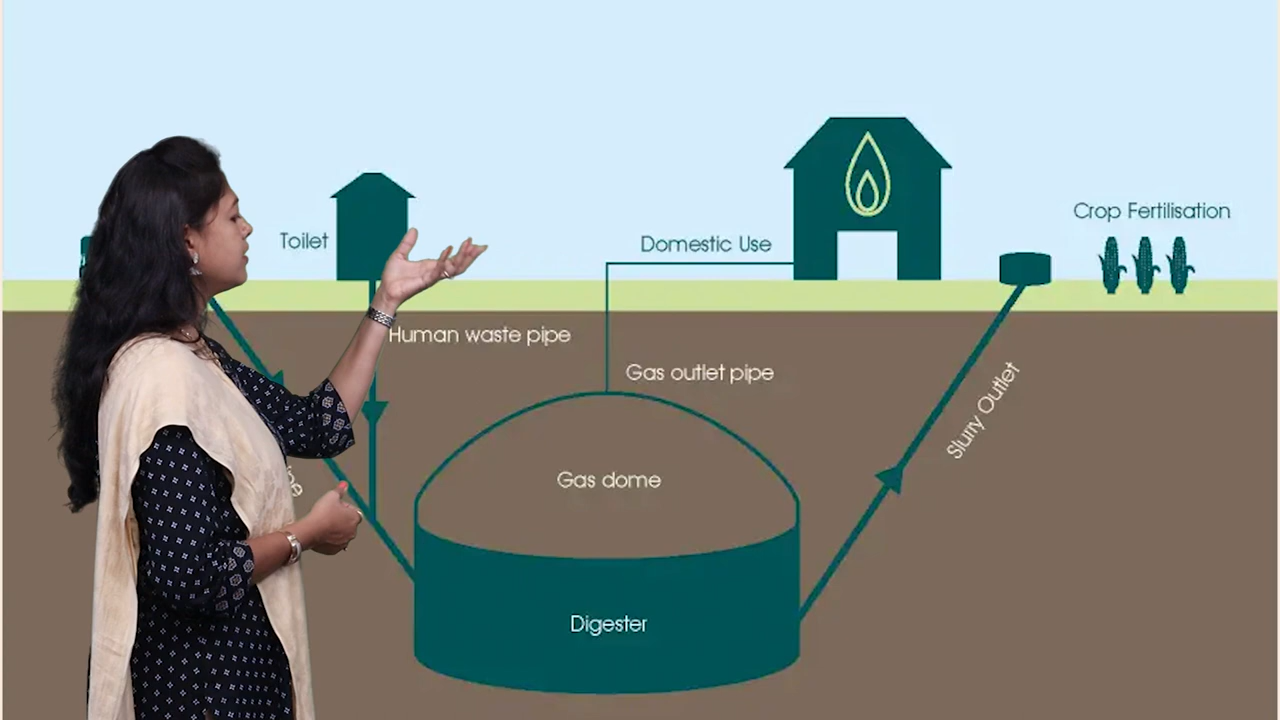 Crop Fertilisation
Toilet
Domestic Use
Human waste pipe
Gas outlet pipe
Slurry Outlet
Gas dome
Digester